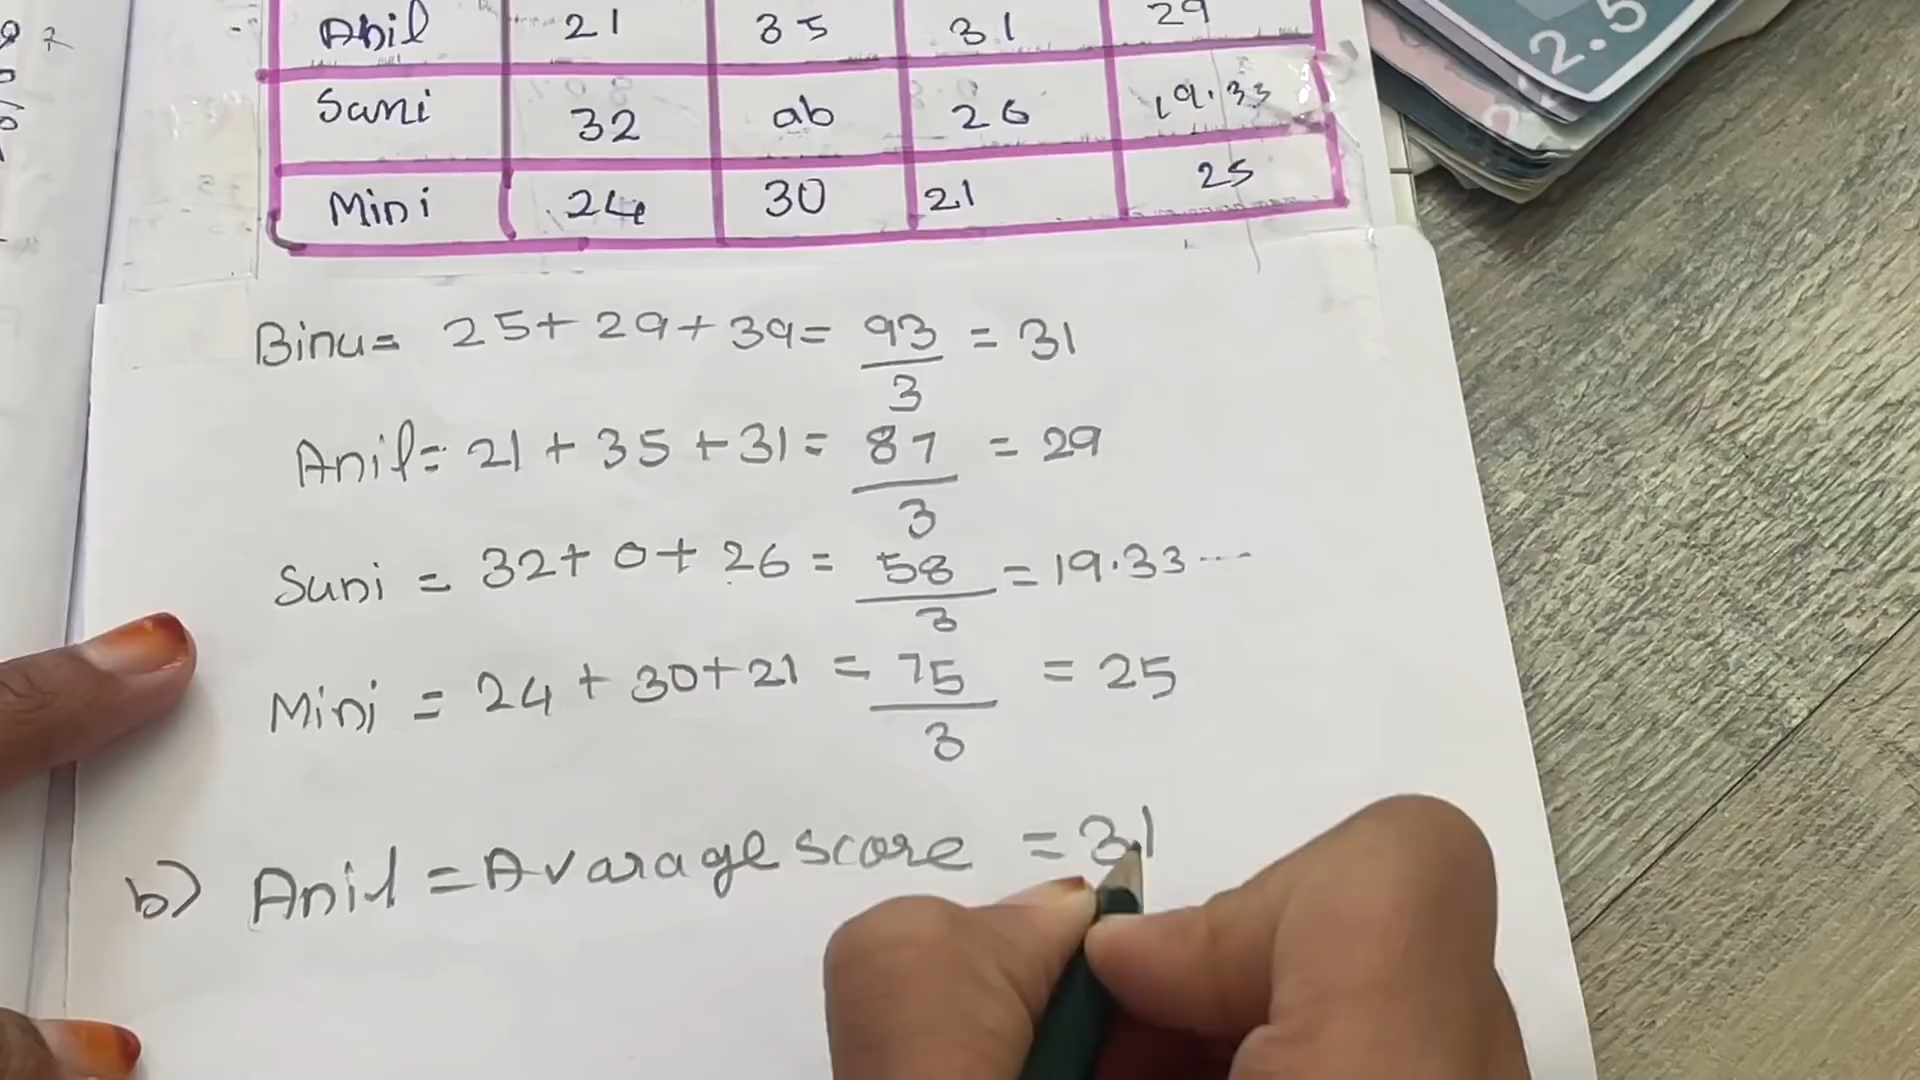 2.5
Anil 21 35 31 29
Suni 32 ab 26 19.33
Mini 24 30 21 25
Binu= 25+29+39= 93/3 = 31
Anil= 21+35+31= 87/3 = 29
Suni = 32+0+26= 58/3 =19.33---
Mini = 24+30+21 = 75/3 = 25
b) Anil = Avarage score = 31